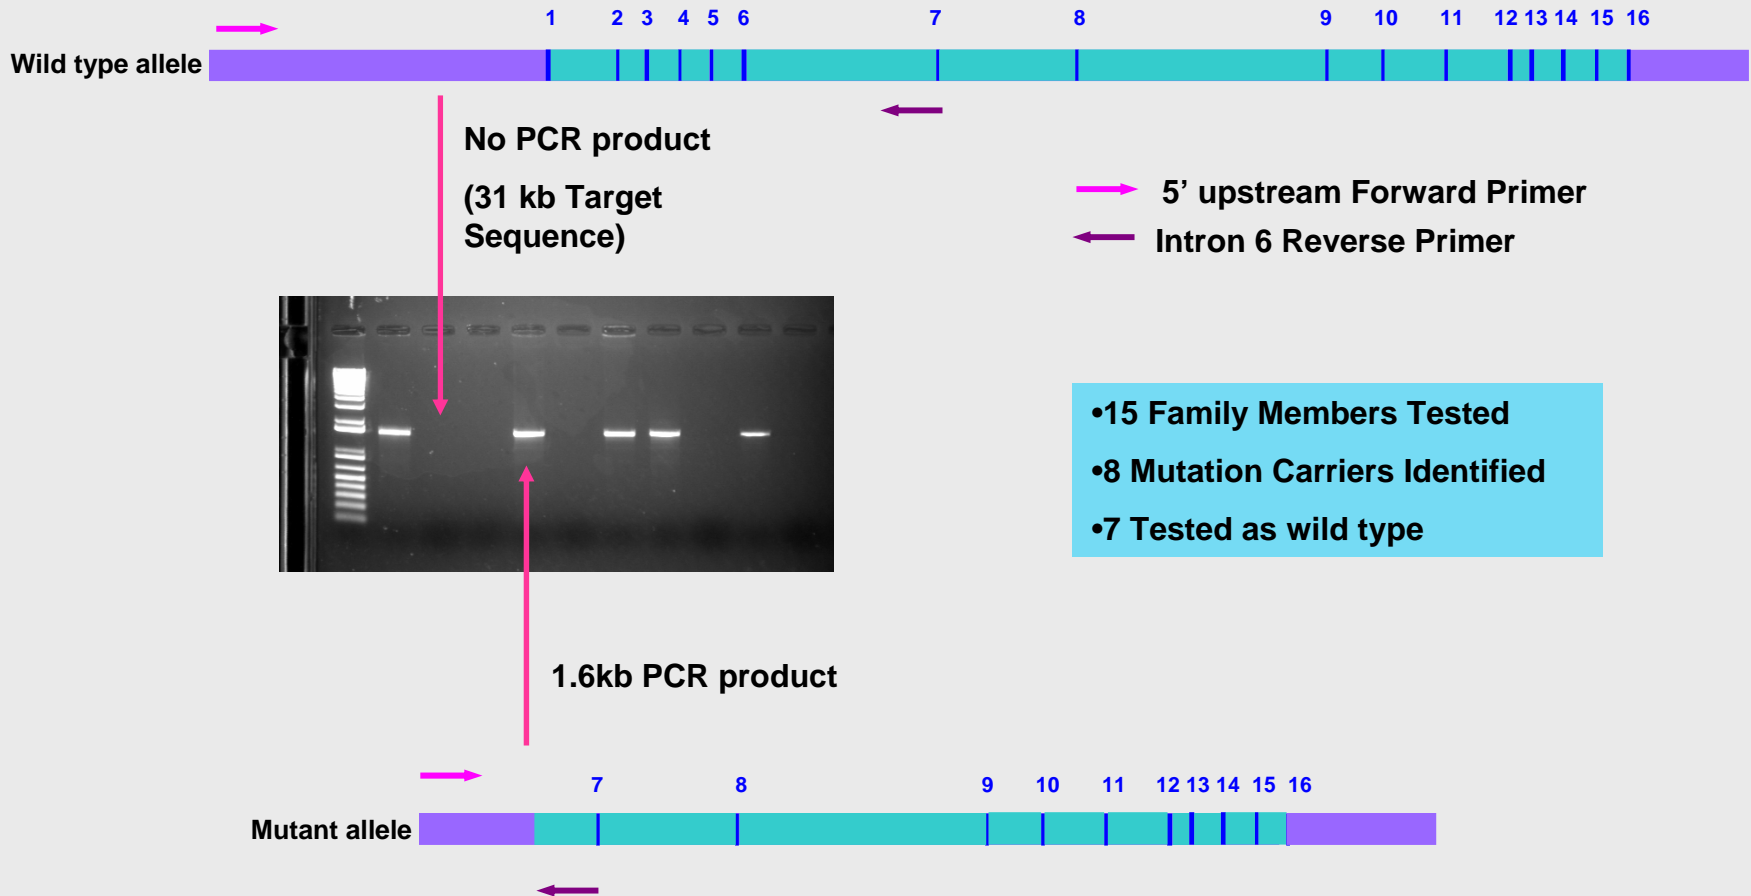 1 2 3 4 5 6 7 8 9 10 11 12 13 14 15 16
Wild type allele
No PCR product
(31 kb Target
Sequence)
5’ upstream Forward Primer
Intron 6 Reverse Primer
•15 Family Members Tested
•8 Mutation Carriers Identified
•7 Tested as wild type
1.6kb PCR product
7 8 9 10 11 12 13 14 15 16
Mutant allele